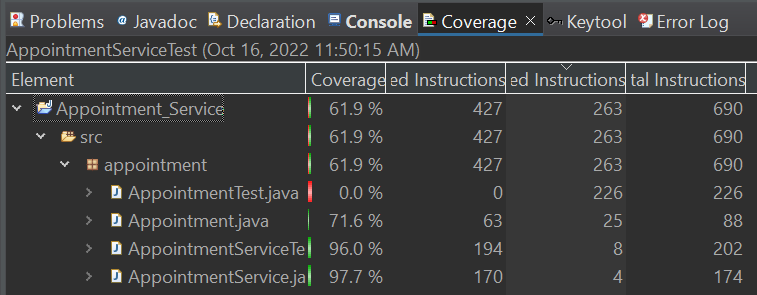 Problems Javadoc Declaration Console Coverage Keytool Error Log
AppointmentServiceTest (Oct 16, 2022 11:50:15 AM)
Element Coverage ed Instructions ed Instructions tal Instructions
Appointment_Service 61.9 % 427 263 690
src 61.9 % 427 263 690
appointment 61.9 % 427 263 690
AppointmentTest.java 0.0 % 0 226 226
Appointment.java 71.6 % 63 25 88
AppointmentServiceTe 96.0 % 194 8 202
AppointmentService.ja 97.7 % 170 4 174